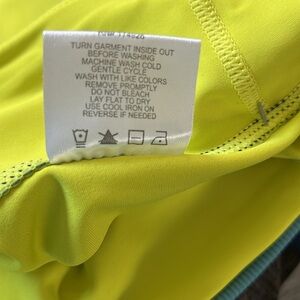 TURN GARMENT INSIDE OUT
BEFORE WASHING
MACHINE WASH COLD
GENTLE CYCLE
WASH WITH LIKE COLORS
REMOVE PROMPTLY
DO NOT BLEACH
LAY FLAT TO DRY
USE COOL IRON ON
REVERSE IF NEEDED